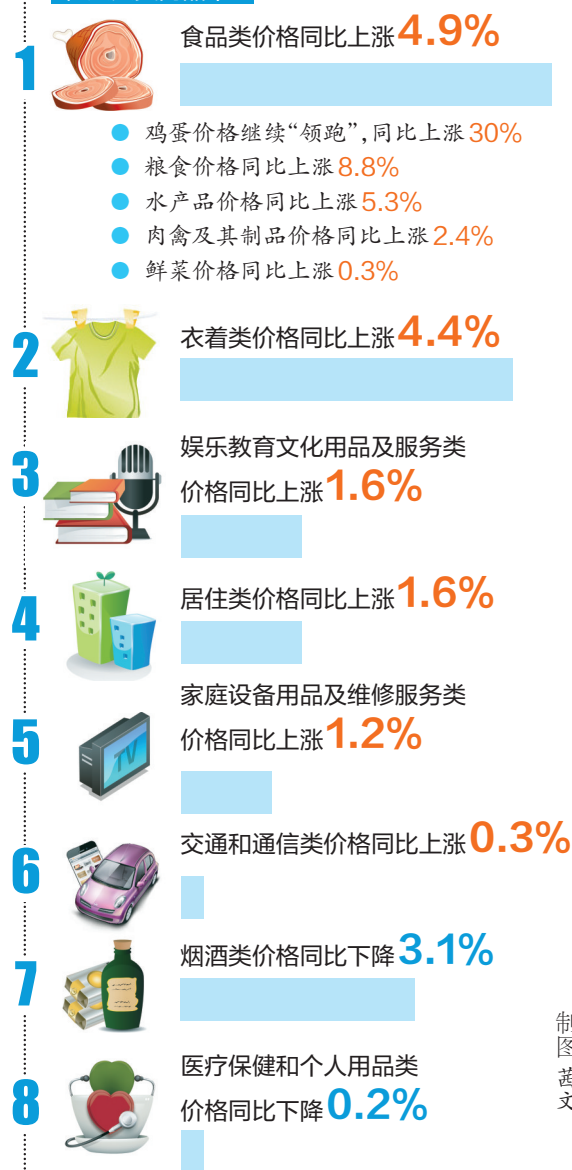 1
食品类价格同比上涨4.9%
● 鸡蛋价格继续“领跑”,同比上涨30%
● 粮食价格同比上涨8.8%
● 水产品价格同比上涨5.3%
● 肉禽及其制品价格同比上涨2.4%
● 鲜菜价格同比上涨0.3%
2
衣着类价格同比上涨4.4%
3
娱乐教育文化用品及服务类
价格同比上涨1.6%
4
居住类价格同比上涨1.6%
5
家庭设备用品及维修服务类
价格同比上涨1.2%
TV
6
交通和通信类价格同比上涨0.3%
7
烟酒类价格同比下降3.1%
8
医疗保健和个人用品类
价格同比下降0.2%